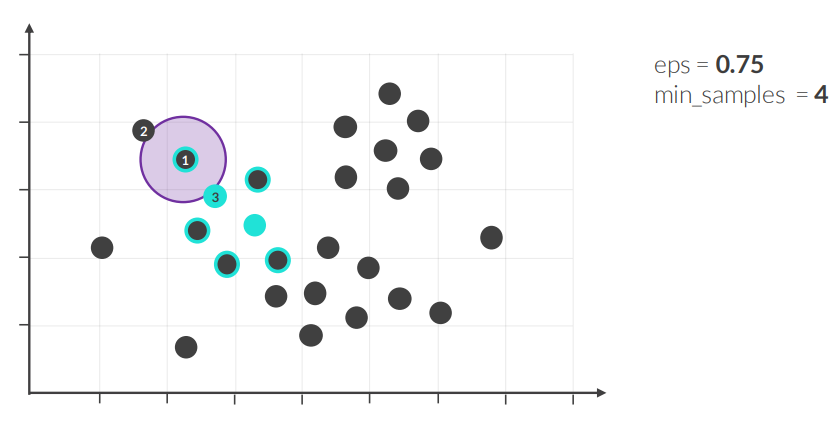 eps = 0.75
min_samples = 4
2
1
3